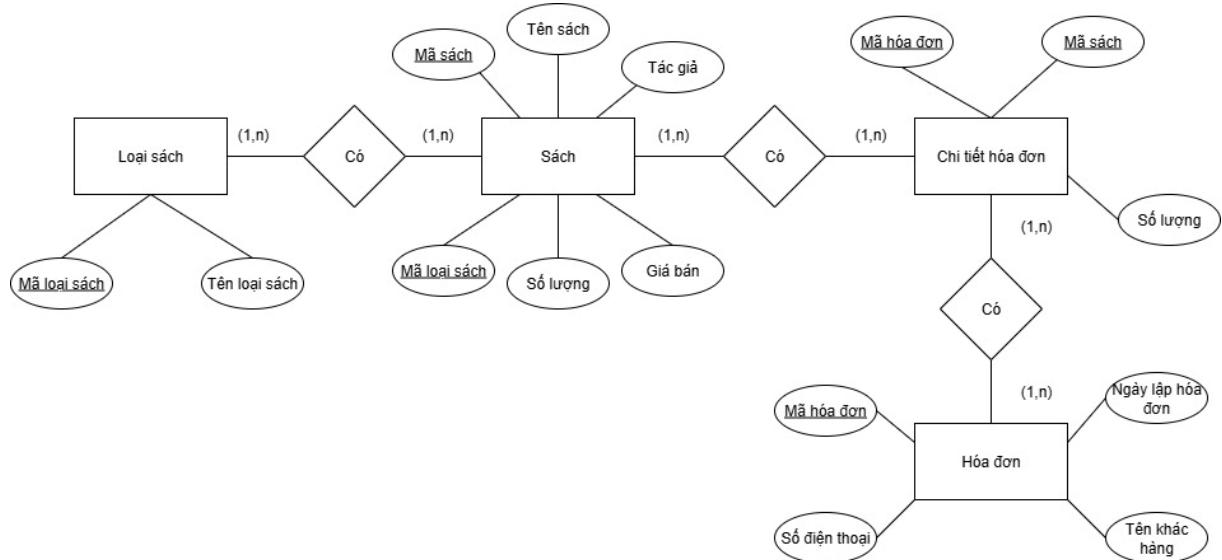 Tên sách
Mã hóa đơn
Mã sách
Mã sách
Tác giả
(1,n)
(1,n)
(1,n)
(1,n)
Loại sách
Có
Sách
Có
Chi tiết hóa đơn
Số lượng
(1,n)
Mã loại sách
Tên loại sách
Mã loại sách
Số lượng
Giá bán
Có
(1,n)
Ngày lập hóa
đơn
Mã hóa đơn
Hóa đơn
Số điện thoại
Tên khác
hàng